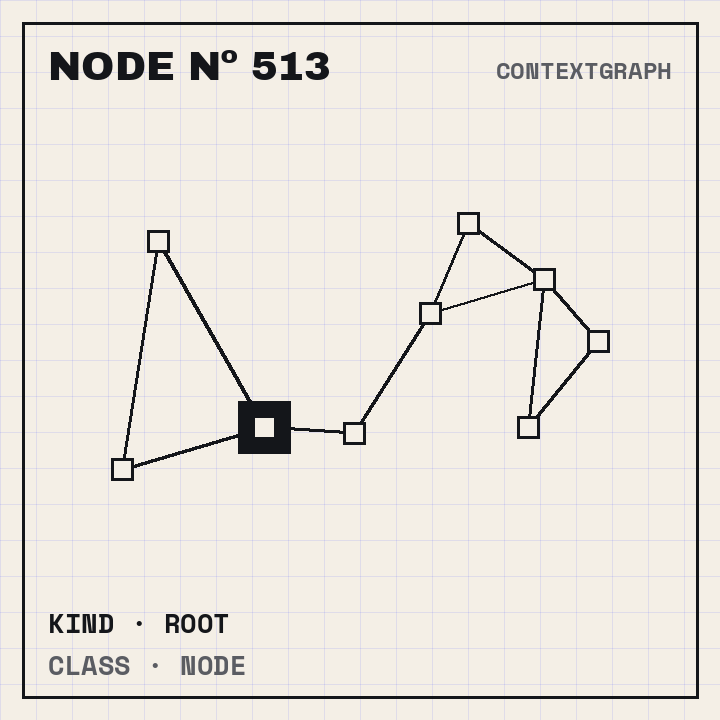 NODE Nº 513
CONTEXTGRAPH
KIND · ROOT
CLASS · NODE